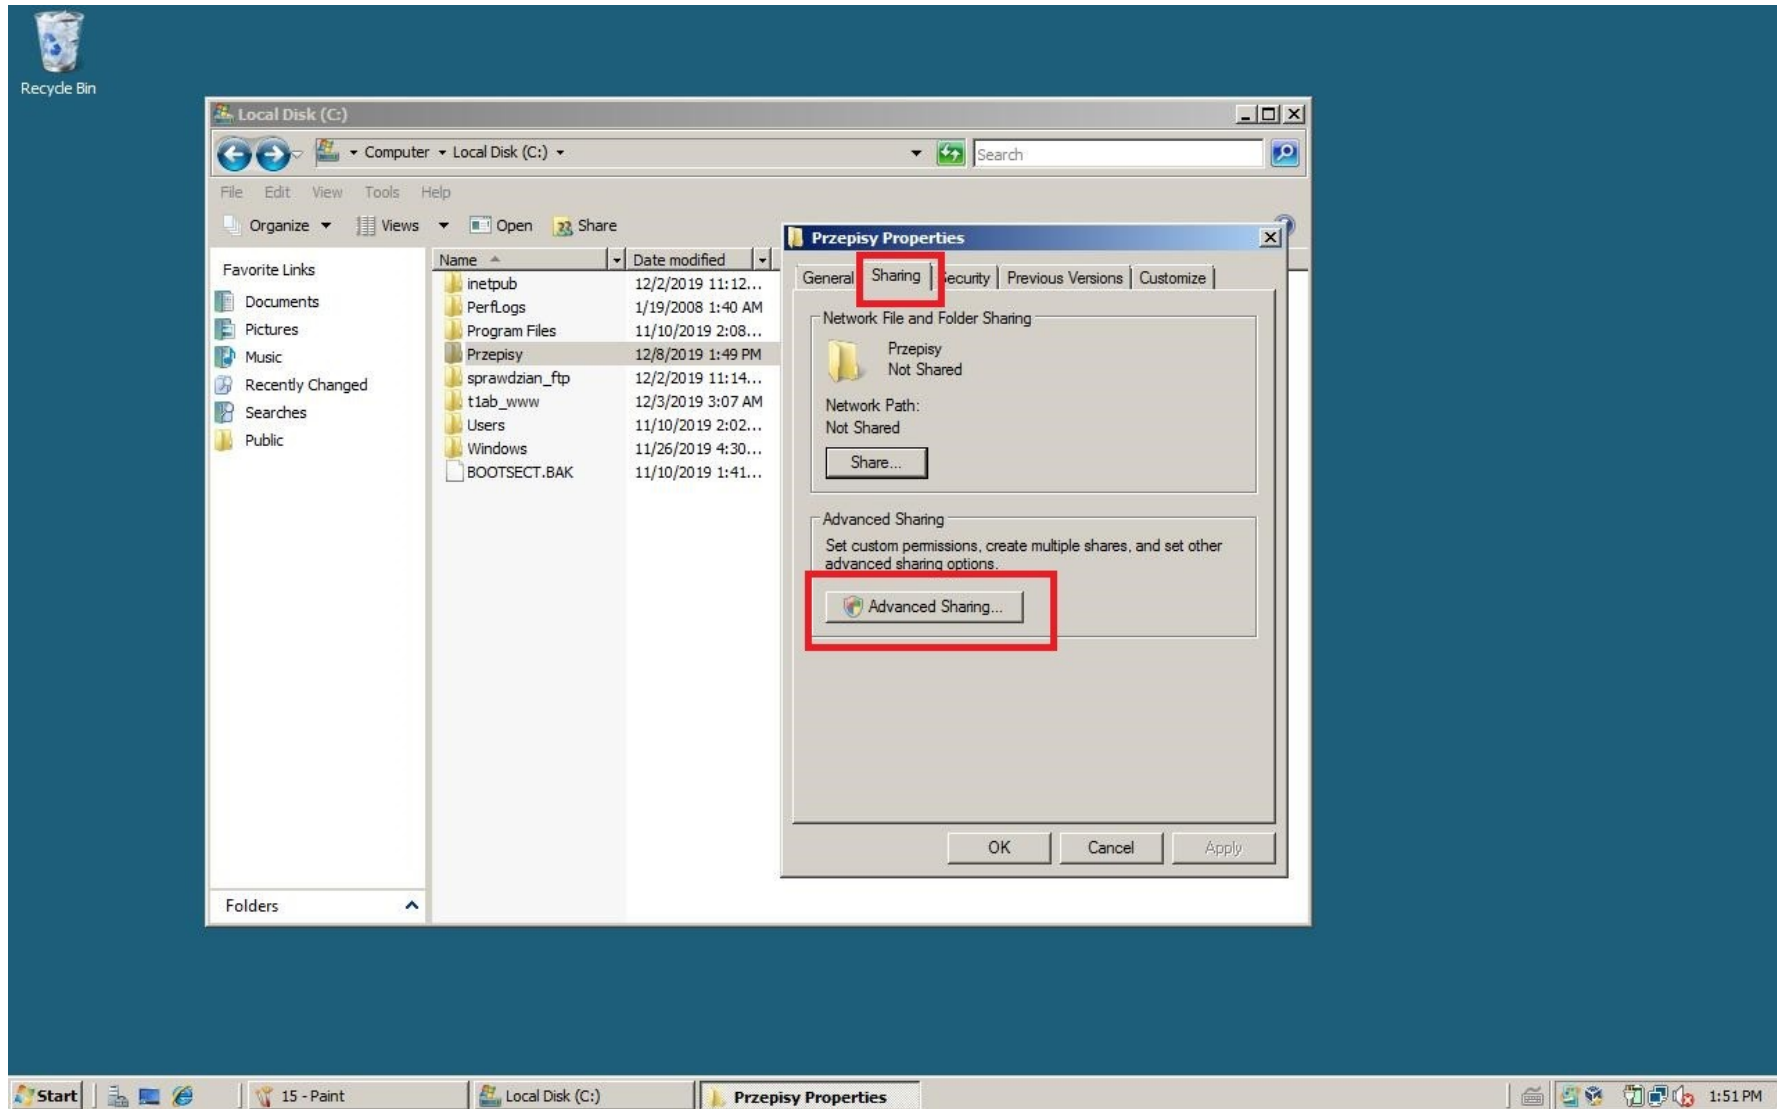 Recycle Bin
Local Disk (C:)
Computer Local Disk (C:)
Search
File Edit View Tools Help
Organize Views Open Share
Favorite Links
Documents
Pictures
Music
Recently Changed
Searches
Public
Folders
Name Date modified
inetpub 12/2/2019 11:12...
PerfLogs 1/19/2008 1:40 AM
Program Files 11/10/2019 2:08...
Przepisy 12/8/2019 1:49 PM
sprawdzian_ftp 12/2/2019 11:14...
t1ab_www 12/3/2019 3:07 AM
Users 11/10/2019 2:02...
Windows 11/26/2019 4:30...
BOOTSECT.BAK 11/10/2019 1:41...
Przepisy Properties
General Sharing Security Previous Versions Customize
Network File and Folder Sharing
Przepisy
Not Shared
Network Path:
Not Shared
Share...
Advanced Sharing
Set custom permissions, create multiple shares, and set other
advanced sharing options.
Advanced Sharing...
OK Cancel Apply
Start 15 - Paint Local Disk (C:) Przepisy Properties 1:51 PM